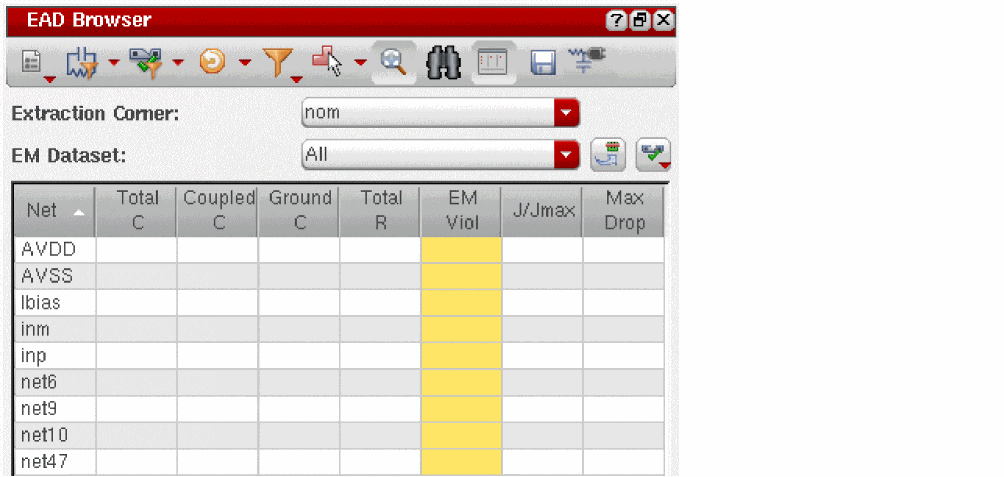 EAD Browser
Extraction Corner: nom
EM Dataset: All
Net Total C Coupled C Ground C Total R EM Viol J/Jmax Max Drop
AVDD
AVSS
Ibias
inm
inp
net6
net9
net10
net47